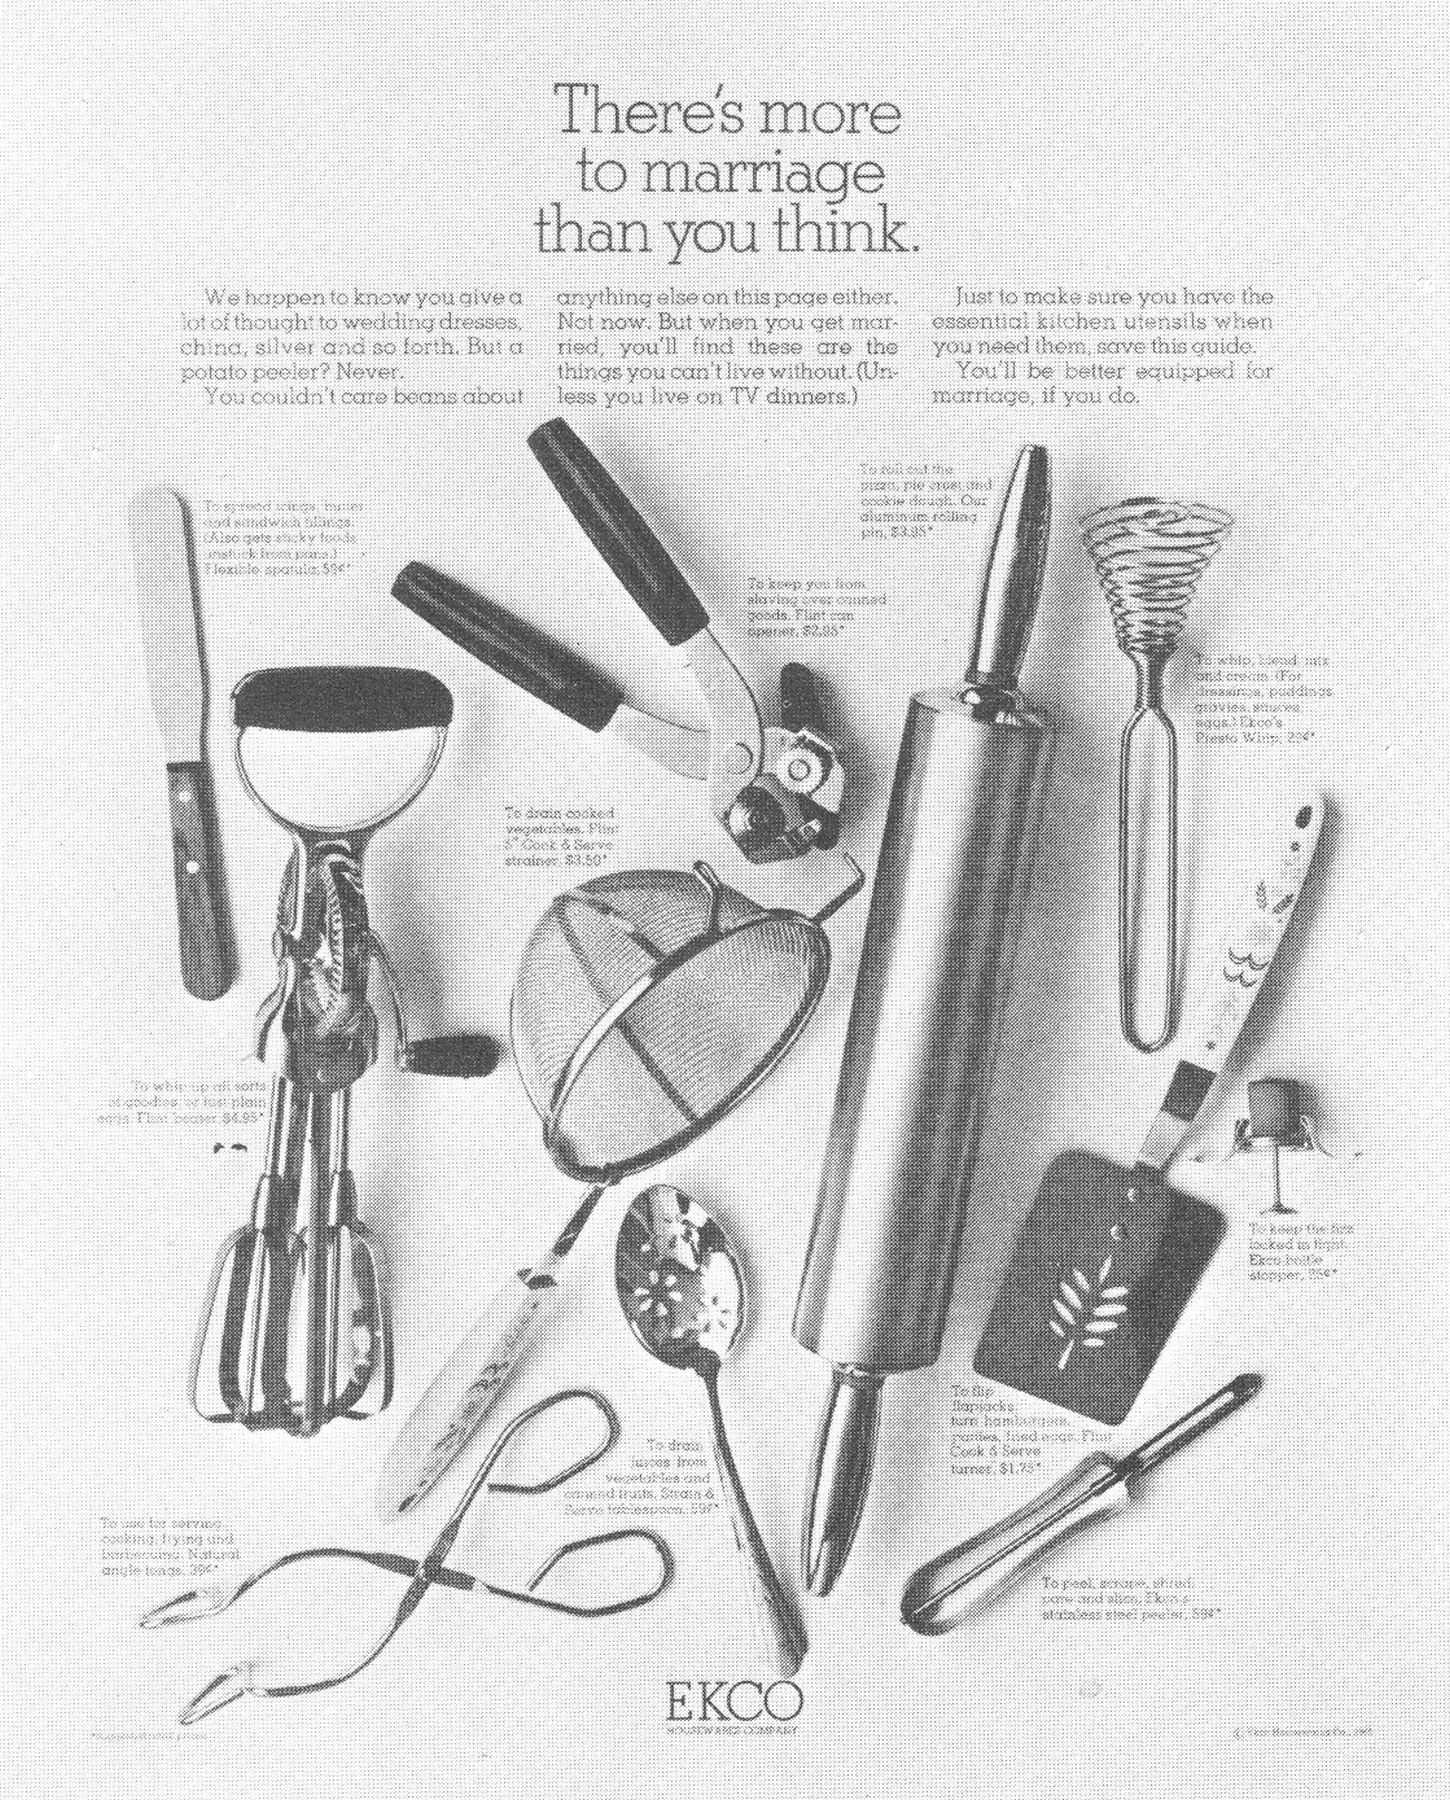 There's more
to marriage
than you think.
We happen to know you give a
lot of thought to wedding dresses,
china, silver and so forth. But a
potato peeler? Never.
You couldn't care beans about
anything else on this page either.
Not now. But when you get mar-
ried, you'll find these are the
things you can't live without. (Un-
less you live on TV dinners.)
Just to make sure you have the
essential kitchen utensils when
you need them, save this guide.
You'll be better equipped for
marriage, if you do.
To spread icings, butter
and sandwich fillings.
(Also gets sticky foods
unstuck from pans.)
Flexible spatula, 59¢*
To keep you from
slaving over canned
goods. Flint can
opener, $2.95*
To roll out the
pizza, pie crust and
cookie dough. Our
aluminum rolling
pin, $3.95*
To whip, blend, mix
and cream. (For
dressings, puddings
gravies, sauces,
eggs.) Ekco's
Presto Whip, 29¢*
To drain cooked
vegetables. Flint
5" Cook & Serve
strainer, $3.50*
To whip up all sorts
of goodies, or just plain
eggs. Flint beater, $4.95*
To keep the fizz
locked in tight.
Ekco bottle
stopper,
To flip
flapjacks,
turn hamburgers,
patties, fried eggs. Flint
Cook & Serve
turner, $1.75*
To drain
juices from
vegetables and
canned fruits. Strain &
Serve tablespoon, 59¢*
To use for serving,
cooking, frying and
barbecuing. Natural
angle tongs, 39¢*
To peel, scrape, shred,
pare and slice. Ekco's
stainless steel peeler,
EKCO
HOUSEWARES COMPANY
*Suggested retail prices
© Ekco Housewares Co.,